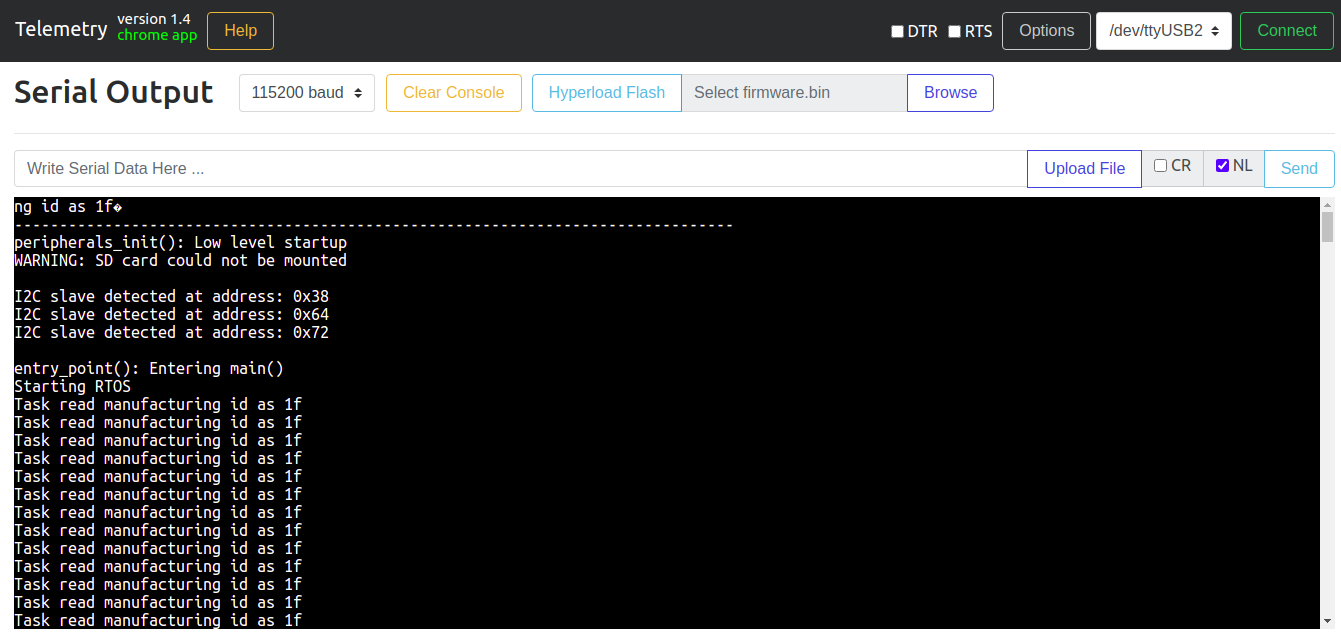 Telemetry version 1.4 chrome app Help DTR RTS Options /dev/ttyUSB2 Connect
Serial Output 115200 baud Clear Console Hyperload Flash Select firmware.bin Browse
Write Serial Data Here ... Upload File CR NL Send
ng id as 1f�
--------------------------------------------------------------------------------
peripherals_init(): Low level startup
WARNING: SD card could not be mounted
I2C slave detected at address: 0x38
I2C slave detected at address: 0x64
I2C slave detected at address: 0x72
entry_point(): Entering main()
Starting RTOS
Task read manufacturing id as 1f
Task read manufacturing id as 1f
Task read manufacturing id as 1f
Task read manufacturing id as 1f
Task read manufacturing id as 1f
Task read manufacturing id as 1f
Task read manufacturing id as 1f
Task read manufacturing id as 1f
Task read manufacturing id as 1f
Task read manufacturing id as 1f
Task read manufacturing id as 1f
Task read manufacturing id as 1f
Task read manufacturing id as 1f